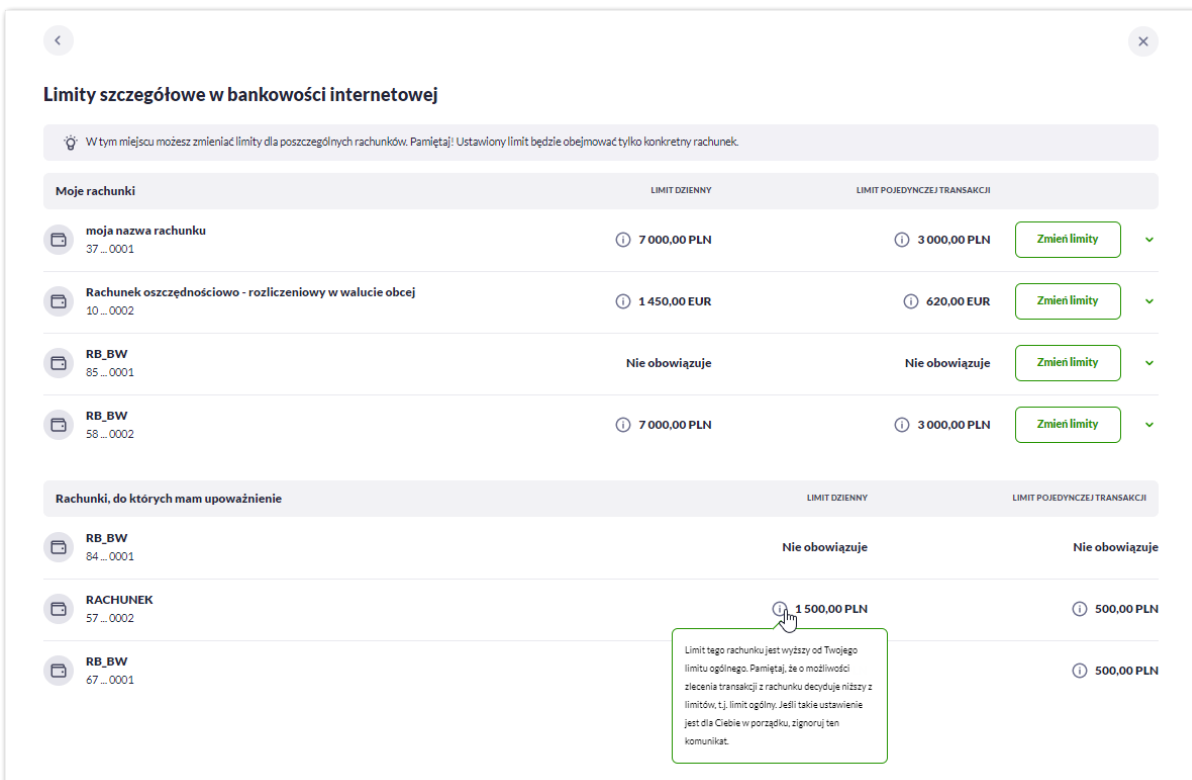 Limity szczegółowe w bankowości internetowej
W tym miejscu możesz zmieniać limity dla poszczególnych rachunków. Pamiętaj! Ustawiony limit będzie obejmować tylko konkretny rachunek.
Moje rachunki LIMIT DZIENNY LIMIT POJEDYNCZEJ TRANSAKCJI
moja nazwa rachunku
37 ... 0001
7 000,00 PLN 3 000,00 PLN Zmień limity
Rachunek oszczędnościowo - rozliczeniowy w walucie obcej
10 ... 0002
1 450,00 EUR 620,00 EUR Zmień limity
RB_BW
85 ... 0001
Nie obowiązuje Nie obowiązuje Zmień limity
RB_BW
58 ... 0002
7 000,00 PLN 3 000,00 PLN Zmień limity
Rachunki, do których mam upoważnienie LIMIT DZIENNY LIMIT POJEDYNCZEJ TRANSAKCJI
RB_BW
84 ... 0001
Nie obowiązuje Nie obowiązuje
RACHUNEK
57 ... 0002
1 500,00 PLN 500,00 PLN
Limit tego rachunku jest wyższy od Twojego
limitu ogólnego. Pamiętaj, że o możliwości
zlecenia transakcji z rachunku decyduje niższy z
limitów, t.j. limit ogólny. Jeśli takie ustawienie
jest dla Ciebie w porządku, zignoruj ten
komunikat.
RB_BW
67 ... 0001
500,00 PLN